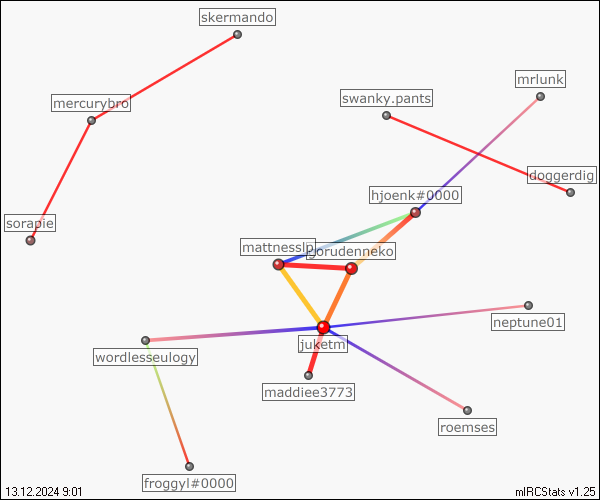 skermando
mrlunk
swanky.pants
mercurybro
doggerdig
hjoenk#0000
sorapie
mattnesslp
gorudenneko
neptune01
juketm
wordlesseulogy
maddiee3773
roemses
froggyl#0000
13.12.2024 9:01
mIRCStats v1.25